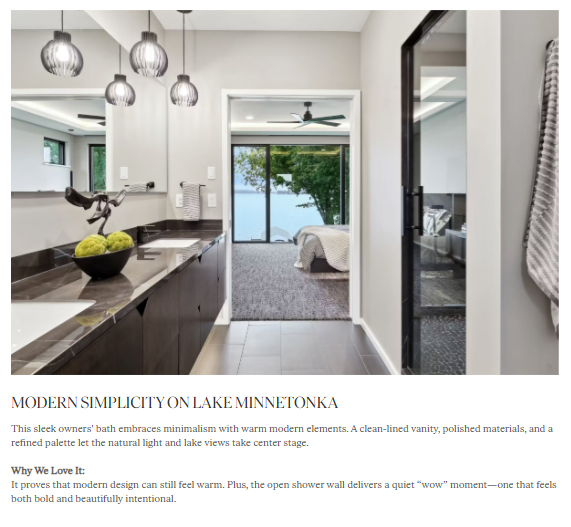 MODERN SIMPLICITY ON LAKE MINNETONKA
This sleek owners' bath embraces minimalism with warm modern elements. A clean-lined vanity, polished materials, and a
refined palette let the natural light and lake views take center stage.
Why We Love It:
It proves that modern design can still feel warm. Plus, the open shower wall delivers a quiet “wow” moment—one that feels
both bold and beautifully intentional.